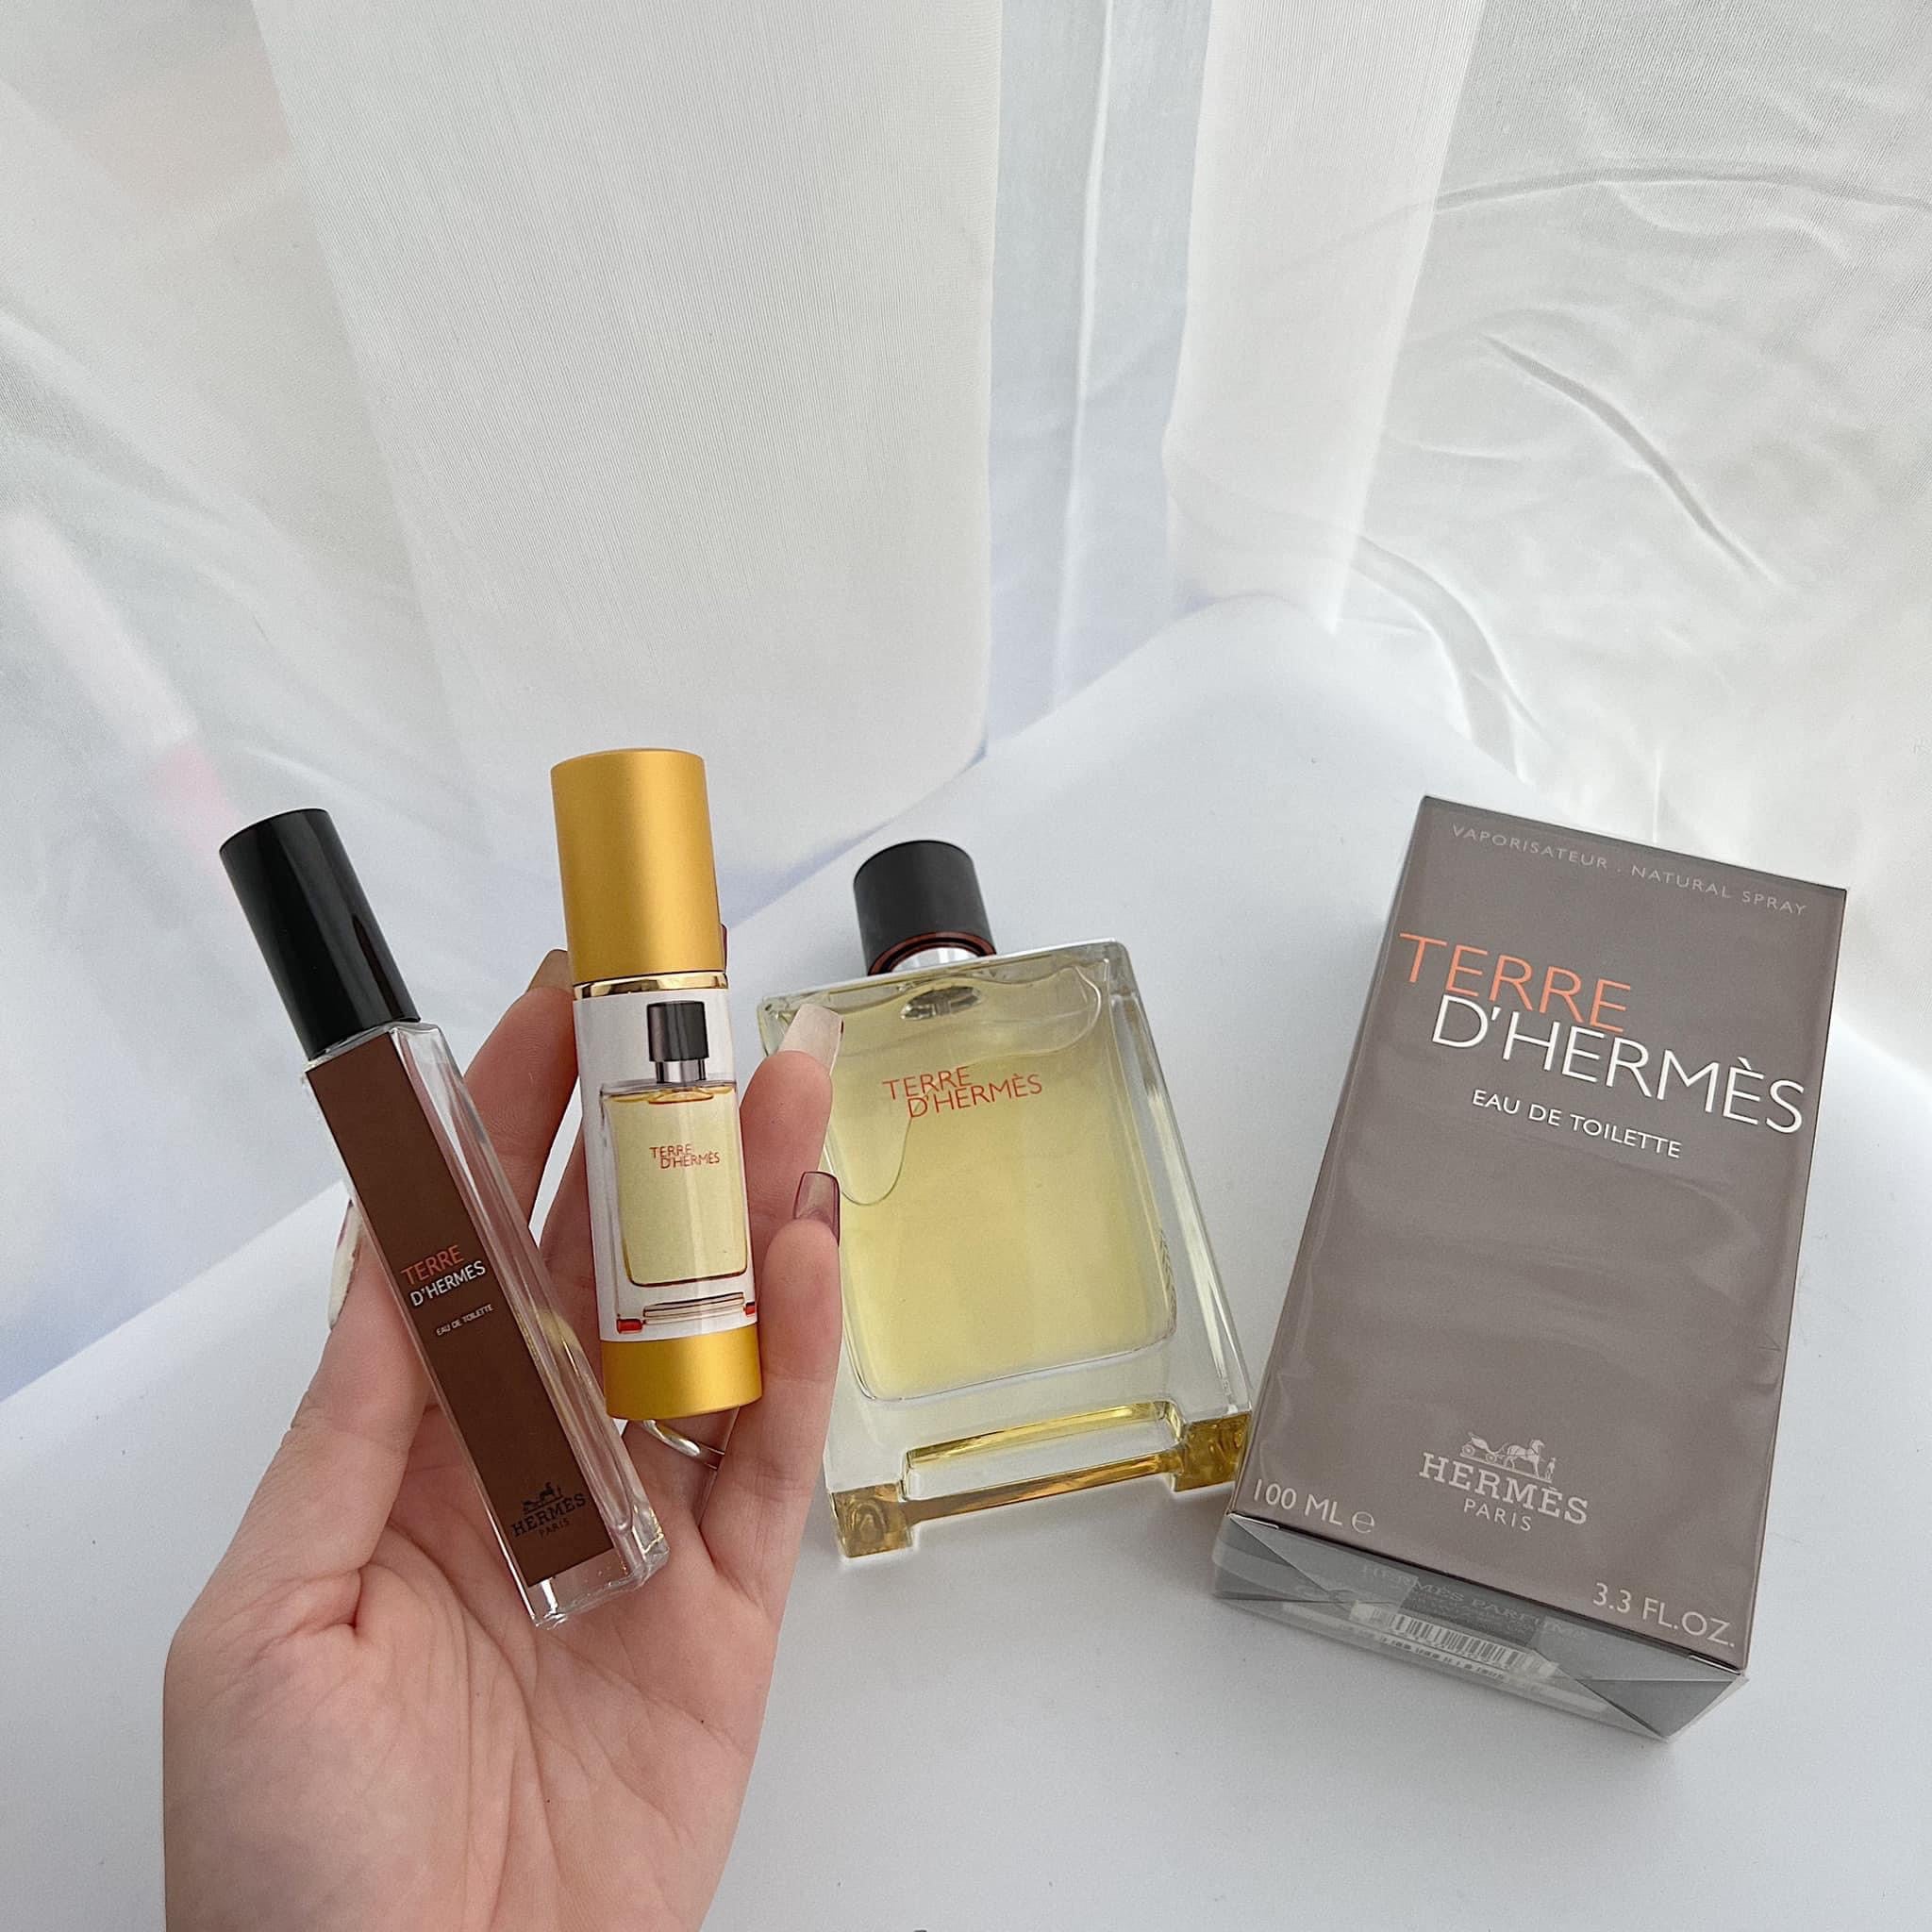 TERRE
D'HERMES
EAU DE TOILETTE
HERMÈS
PARIS
TERRE
D'HERMÈS
TERRE
D'HERMÈS
VAPORISATEUR . NATURAL SPRAY
TERRE
D'HERMÈS
EAU DE TOILETTE
HERMÈS
PARIS
100 ML e
3.3 FL.OZ.